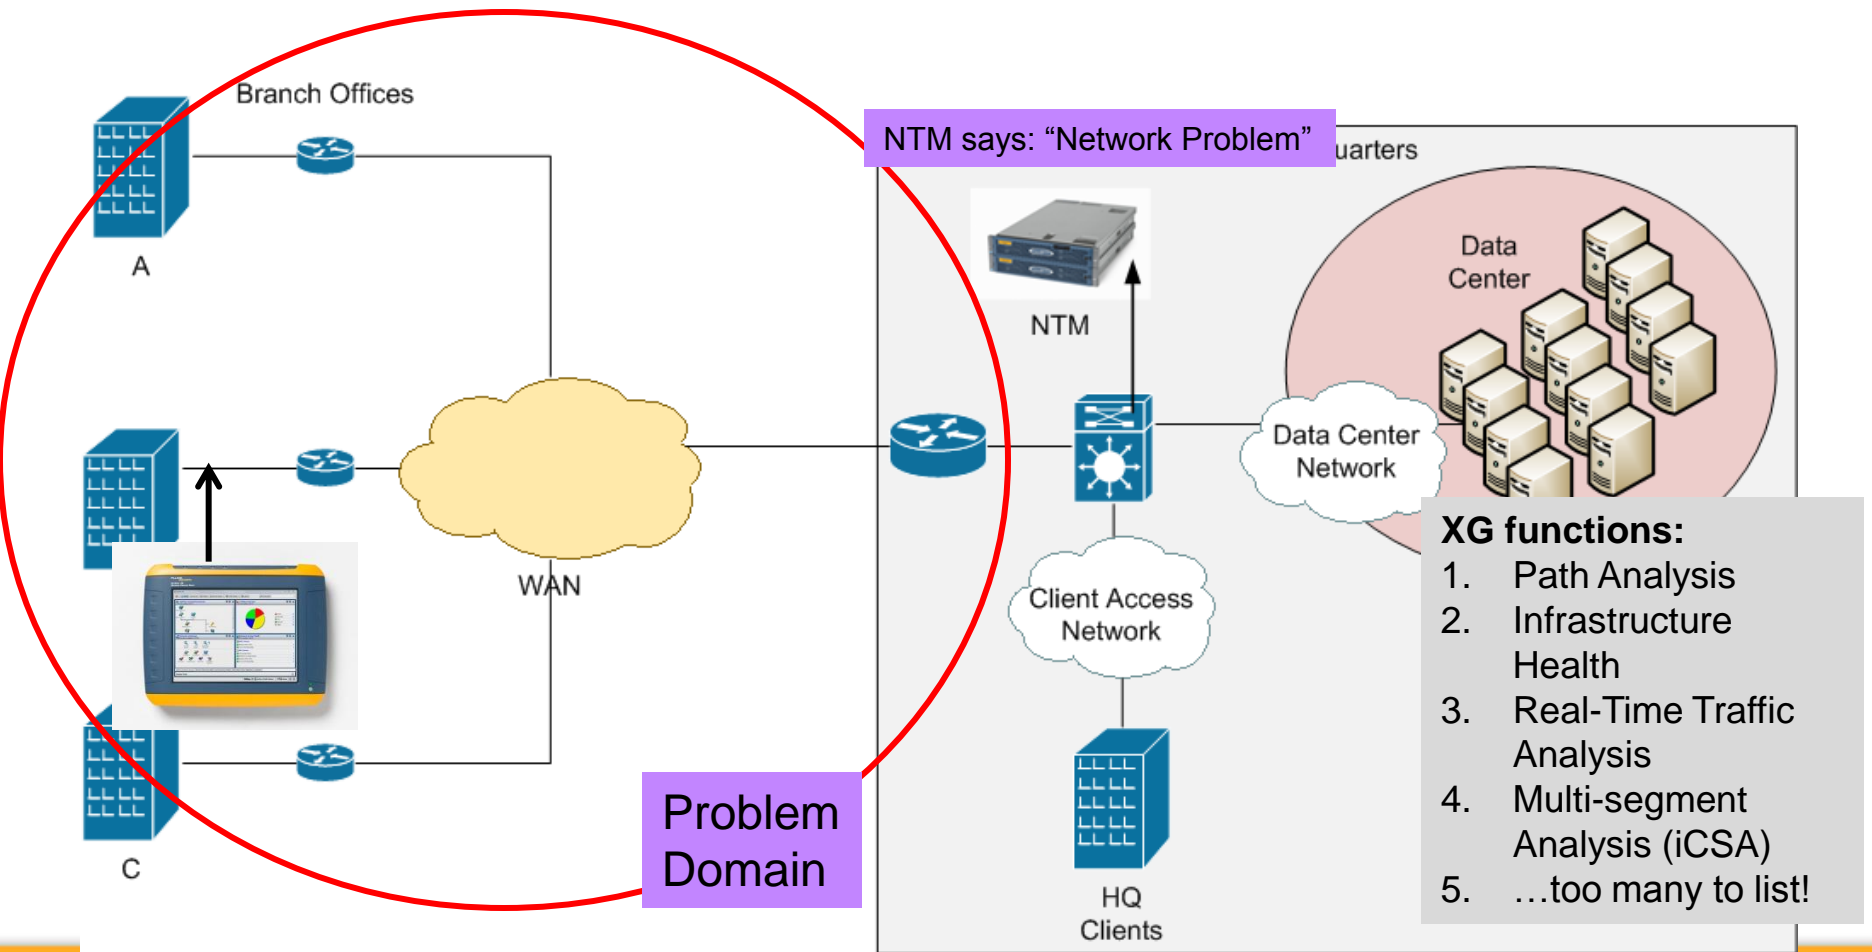 Branch Offices
NTM says: “Network Problem”
uarters
A
NTM
Data
Center
Data Center
Network
WAN
Client Access
Network
C
HQ
Clients
Problem
Domain
XG functions:
1. Path Analysis
2. Infrastructure
Health
3. Real-Time Traffic
Analysis
4. Multi-segment
Analysis (iCSA)
5. …too many to list!